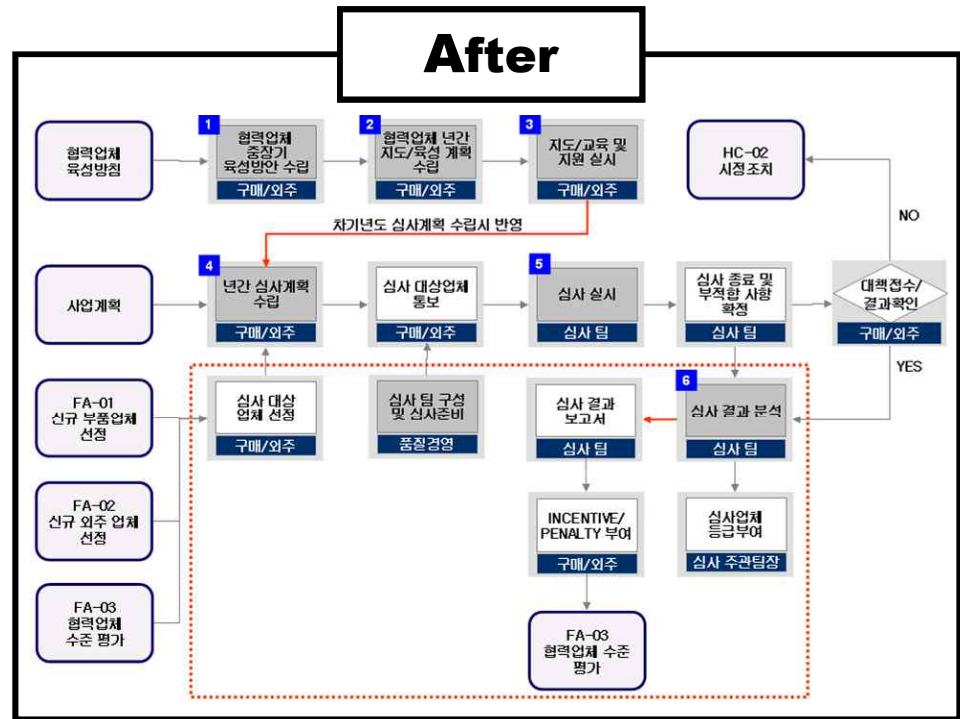 After
협력업체
육성방침
1
협력업체
중장기
육성방안 수립
구매/외주
2
협력업체 년간
지도/육성 계획
수립
구매/외주
3
지도/교육 및
지원 실시
구매/외주
HC-02
시정조치
NO
차기년도 심사계획 수립시 반영
사업계획
4
년간 심사계획
수립
구매/외주
심사 대상업체
통보
구매/외주
5
심사 실시
심사 팀
심사 종료 및
부적합 사항
확정
심사 팀
대책접수/
결과확인
구매/외주
YES
FA-01
신규 부품업체
선정
심사 대상
업체 선정
구매/외주
심사 팀 구성
및 심사준비
품질경영
심사 결과
보고서
심사 팀
6
심사 결과 분석
심사 팀
FA-02
신규 외주 업체
선정
INCENTIVE/
PENALTY 부여
구매/외주
심사업체
등급부여
심사 주관팀장
FA-03
협력업체
수준 평가
FA-03
협력업체 수준
평가